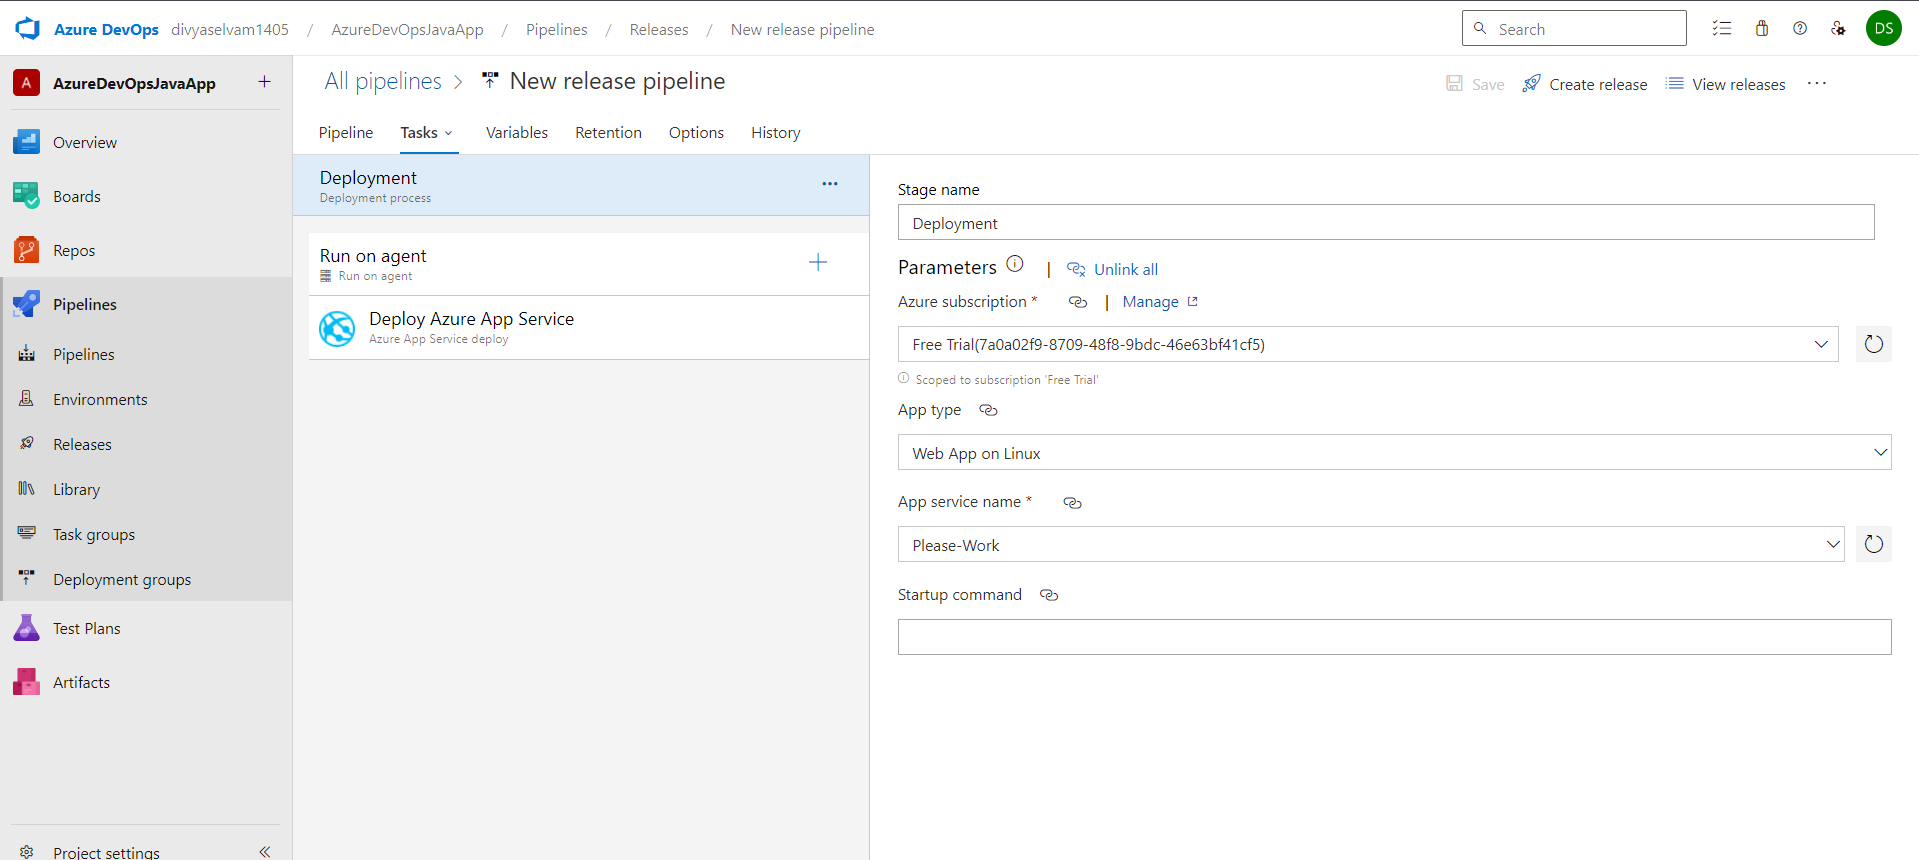 Azure DevOps divyaselvam1405 / AzureDevOpsJavaApp / Pipelines / Releases / New release pipeline
Search
DS
A AzureDevOpsJavaApp +
Overview
Boards
Repos
Pipelines
Pipelines
Environments
Releases
Library
Task groups
Deployment groups
Test Plans
Artifacts
Project settings
All pipelines > New release pipeline
Save Create release View releases ...
Pipeline Tasks Variables Retention Options History
Deployment
Deployment process
Run on agent
Run on agent
Deploy Azure App Service
Azure App Service deploy
Stage name
Deployment
Parameters | Unlink all
Azure subscription * | Manage
Free Trial(7a0a02f9-8709-48f8-9bdc-46e63bf41cf5)
Scoped to subscription 'Free Trial'
App type
Web App on Linux
App service name *
Please-Work
Startup command